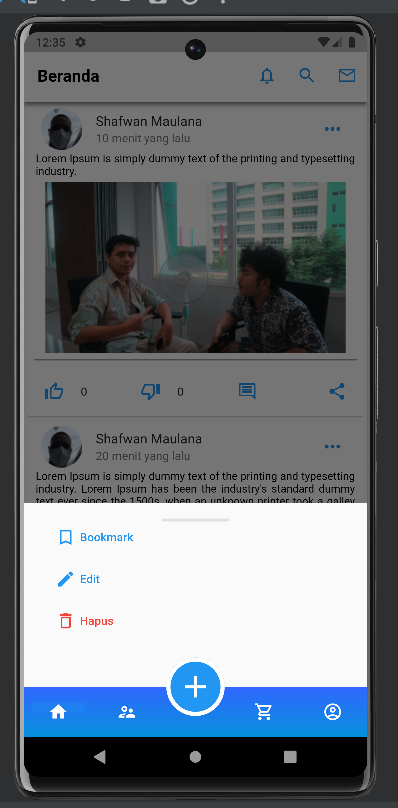 12:35
Beranda
Shafwan Maulana
10 menit yang lalu
Lorem Ipsum is simply dummy text of the printing and typesetting
industry.
0
0
Shafwan Maulana
20 menit yang lalu
Lorem Ipsum is simply dummy text of the printing and typesetting
industry. Lorem Ipsum has been the industry's standard dummy
text ever since the 1500s, when an unknown printer took a galley
Bookmark
Edit
Hapus